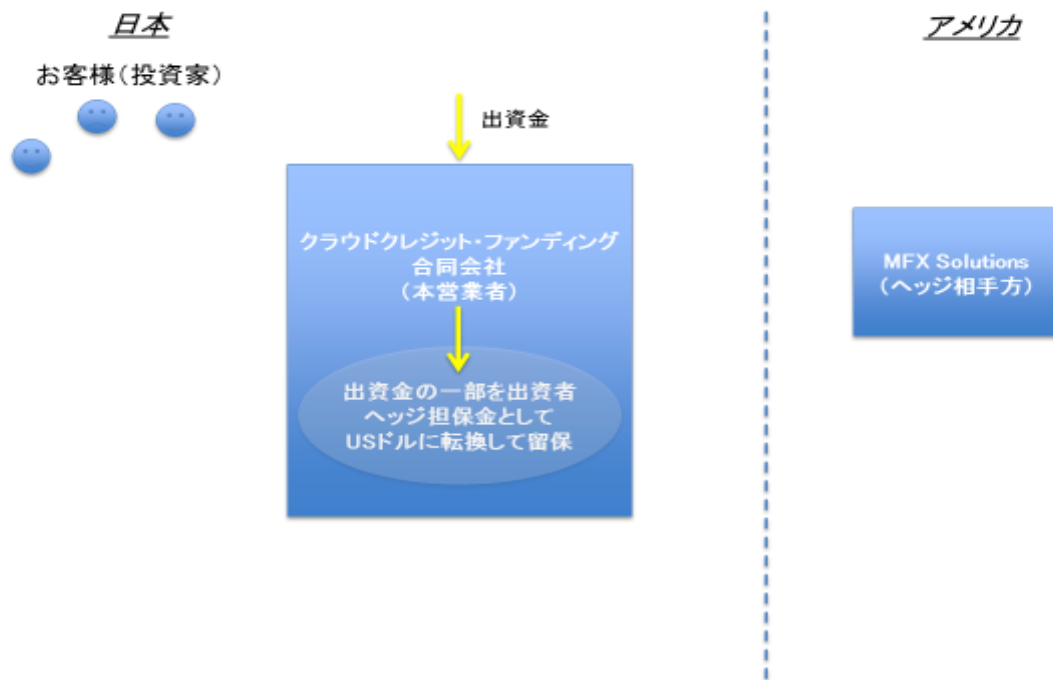 日本
アメリカ
お客様（投資家）
出資金
クラウドクレジット・ファンディング
合同会社
（本営業者）
出資金の一部を出資者
ヘッジ担保金として
USドルに転換して留保
MFX Solutions
（ヘッジ相手方）